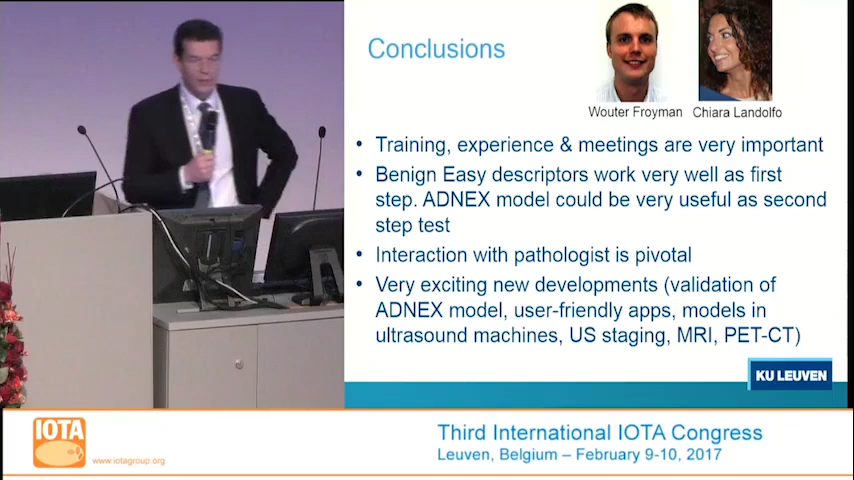 Conclusions
Wouter Froyman
Chiara Landolfo
• Training, experience & meetings are very important
• Benign Easy descriptors work very well as first
step. ADNEX model could be very useful as second
step test
• Interaction with pathologist is pivotal
• Very exciting new developments (validation of
ADNEX model, user-friendly apps, models in
ultrasound machines, US staging, MRI, PET-CT)
KU LEUVEN
IOTA
www.iotagroup.org
Third International IOTA Congress
Leuven, Belgium – February 9-10, 2017